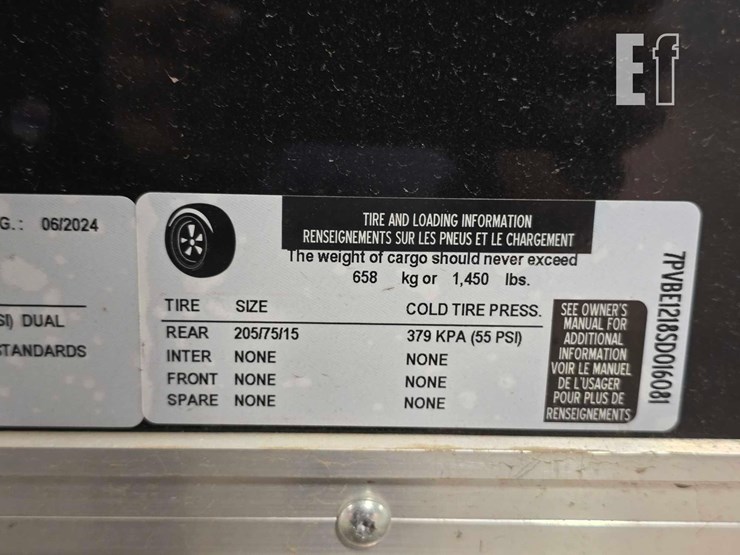 Ef
G.: 06/2024
SI) DUAL
STANDARDS
TIRE AND LOADING INFORMATION
RENSEIGNEMENTS SUR LES PNEUS ET LE CHARGEMENT
The weight of cargo should never exceed
658 kg or 1,450 lbs.
TIRE SIZE COLD TIRE PRESS.
REAR 205/75/15 379 KPA (55 PSI)
INTER NONE NONE
FRONT NONE NONE
SPARE NONE NONE
SEE OWNER'S
MANUAL FOR
ADDITIONAL
INFORMATION
VOIR LE MANUEL
DE L'USAGER
POUR PLUS DE
RENSEIGNEMENTS
7PVBE1218SD016081